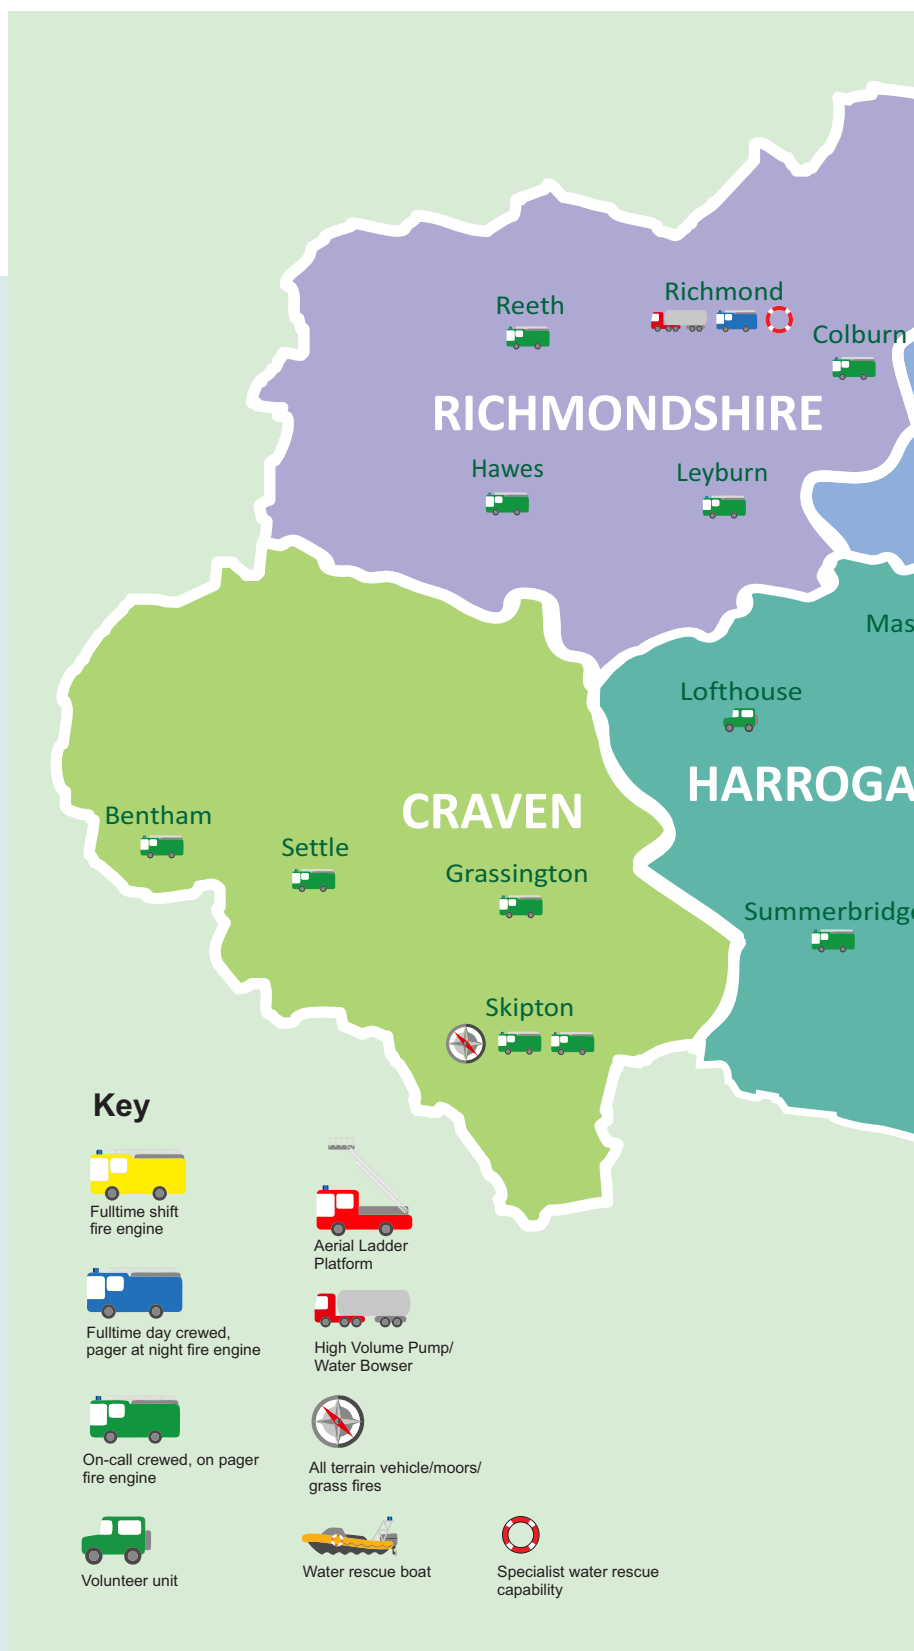 Reeth
Richmond
Colburn
RICHMONDSHIRE
Hawes
Leyburn
Mas
Lofthouse
HARROGA
CRAVEN
Bentham
Settle
Grassington
Summerbridge
Skipton
Key
Fulltime shift
fire engine
Aerial Ladder
Platform
Fulltime day crewed,
pager at night fire engine
High Volume Pump/
Water Bowser
On-call crewed, on pager
fire engine
All terrain vehicle/moors/
grass fires
Volunteer unit
Water rescue boat
Specialist water rescue
capability